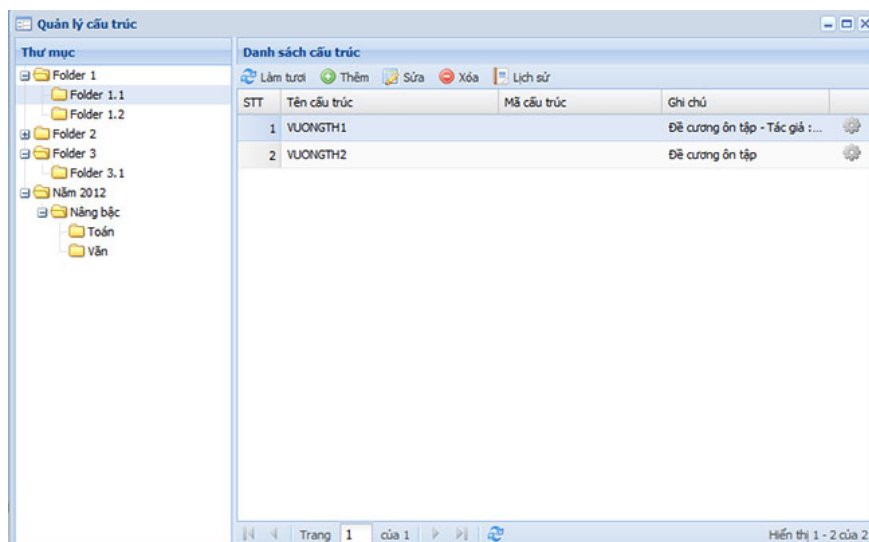 Quản lý cấu trúc
Thư mục
Folder 1
Folder 1.1
Folder 1.2
Folder 2
Folder 3
Folder 3.1
Năm 2012
Nâng bậc
Toán
Văn
Danh sách cấu trúc
Làm tươi Thêm Sửa Xóa Lịch sử
STT Tên cấu trúc Mã cấu trúc Ghi chú
1 VUONGTH1 Đề cương ôn tập - Tác giả :...
2 VUONGTH2 Đề cương ôn tập
Trang 1 của 1 Hiển thị 1 - 2 của 2